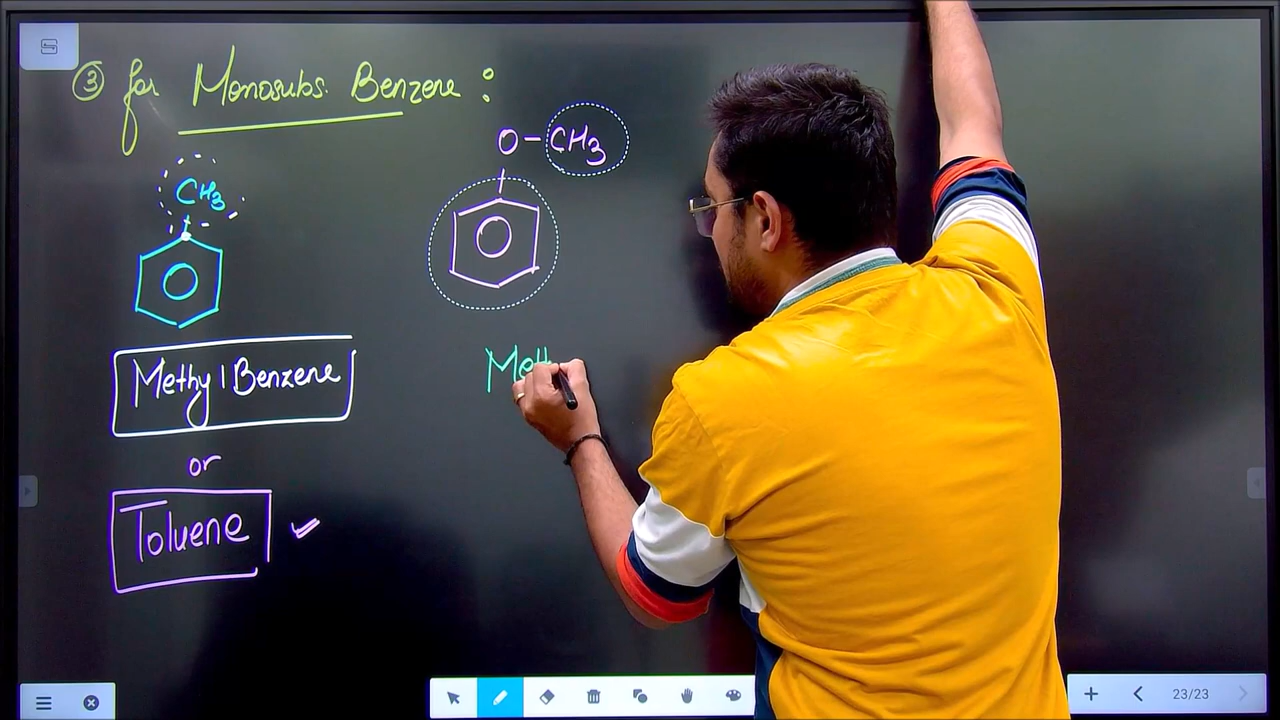 ③ for Monosubs. Benzene :
CH3
O-CH3
Methyl Benzene
or
Toluene
Meth
23/23